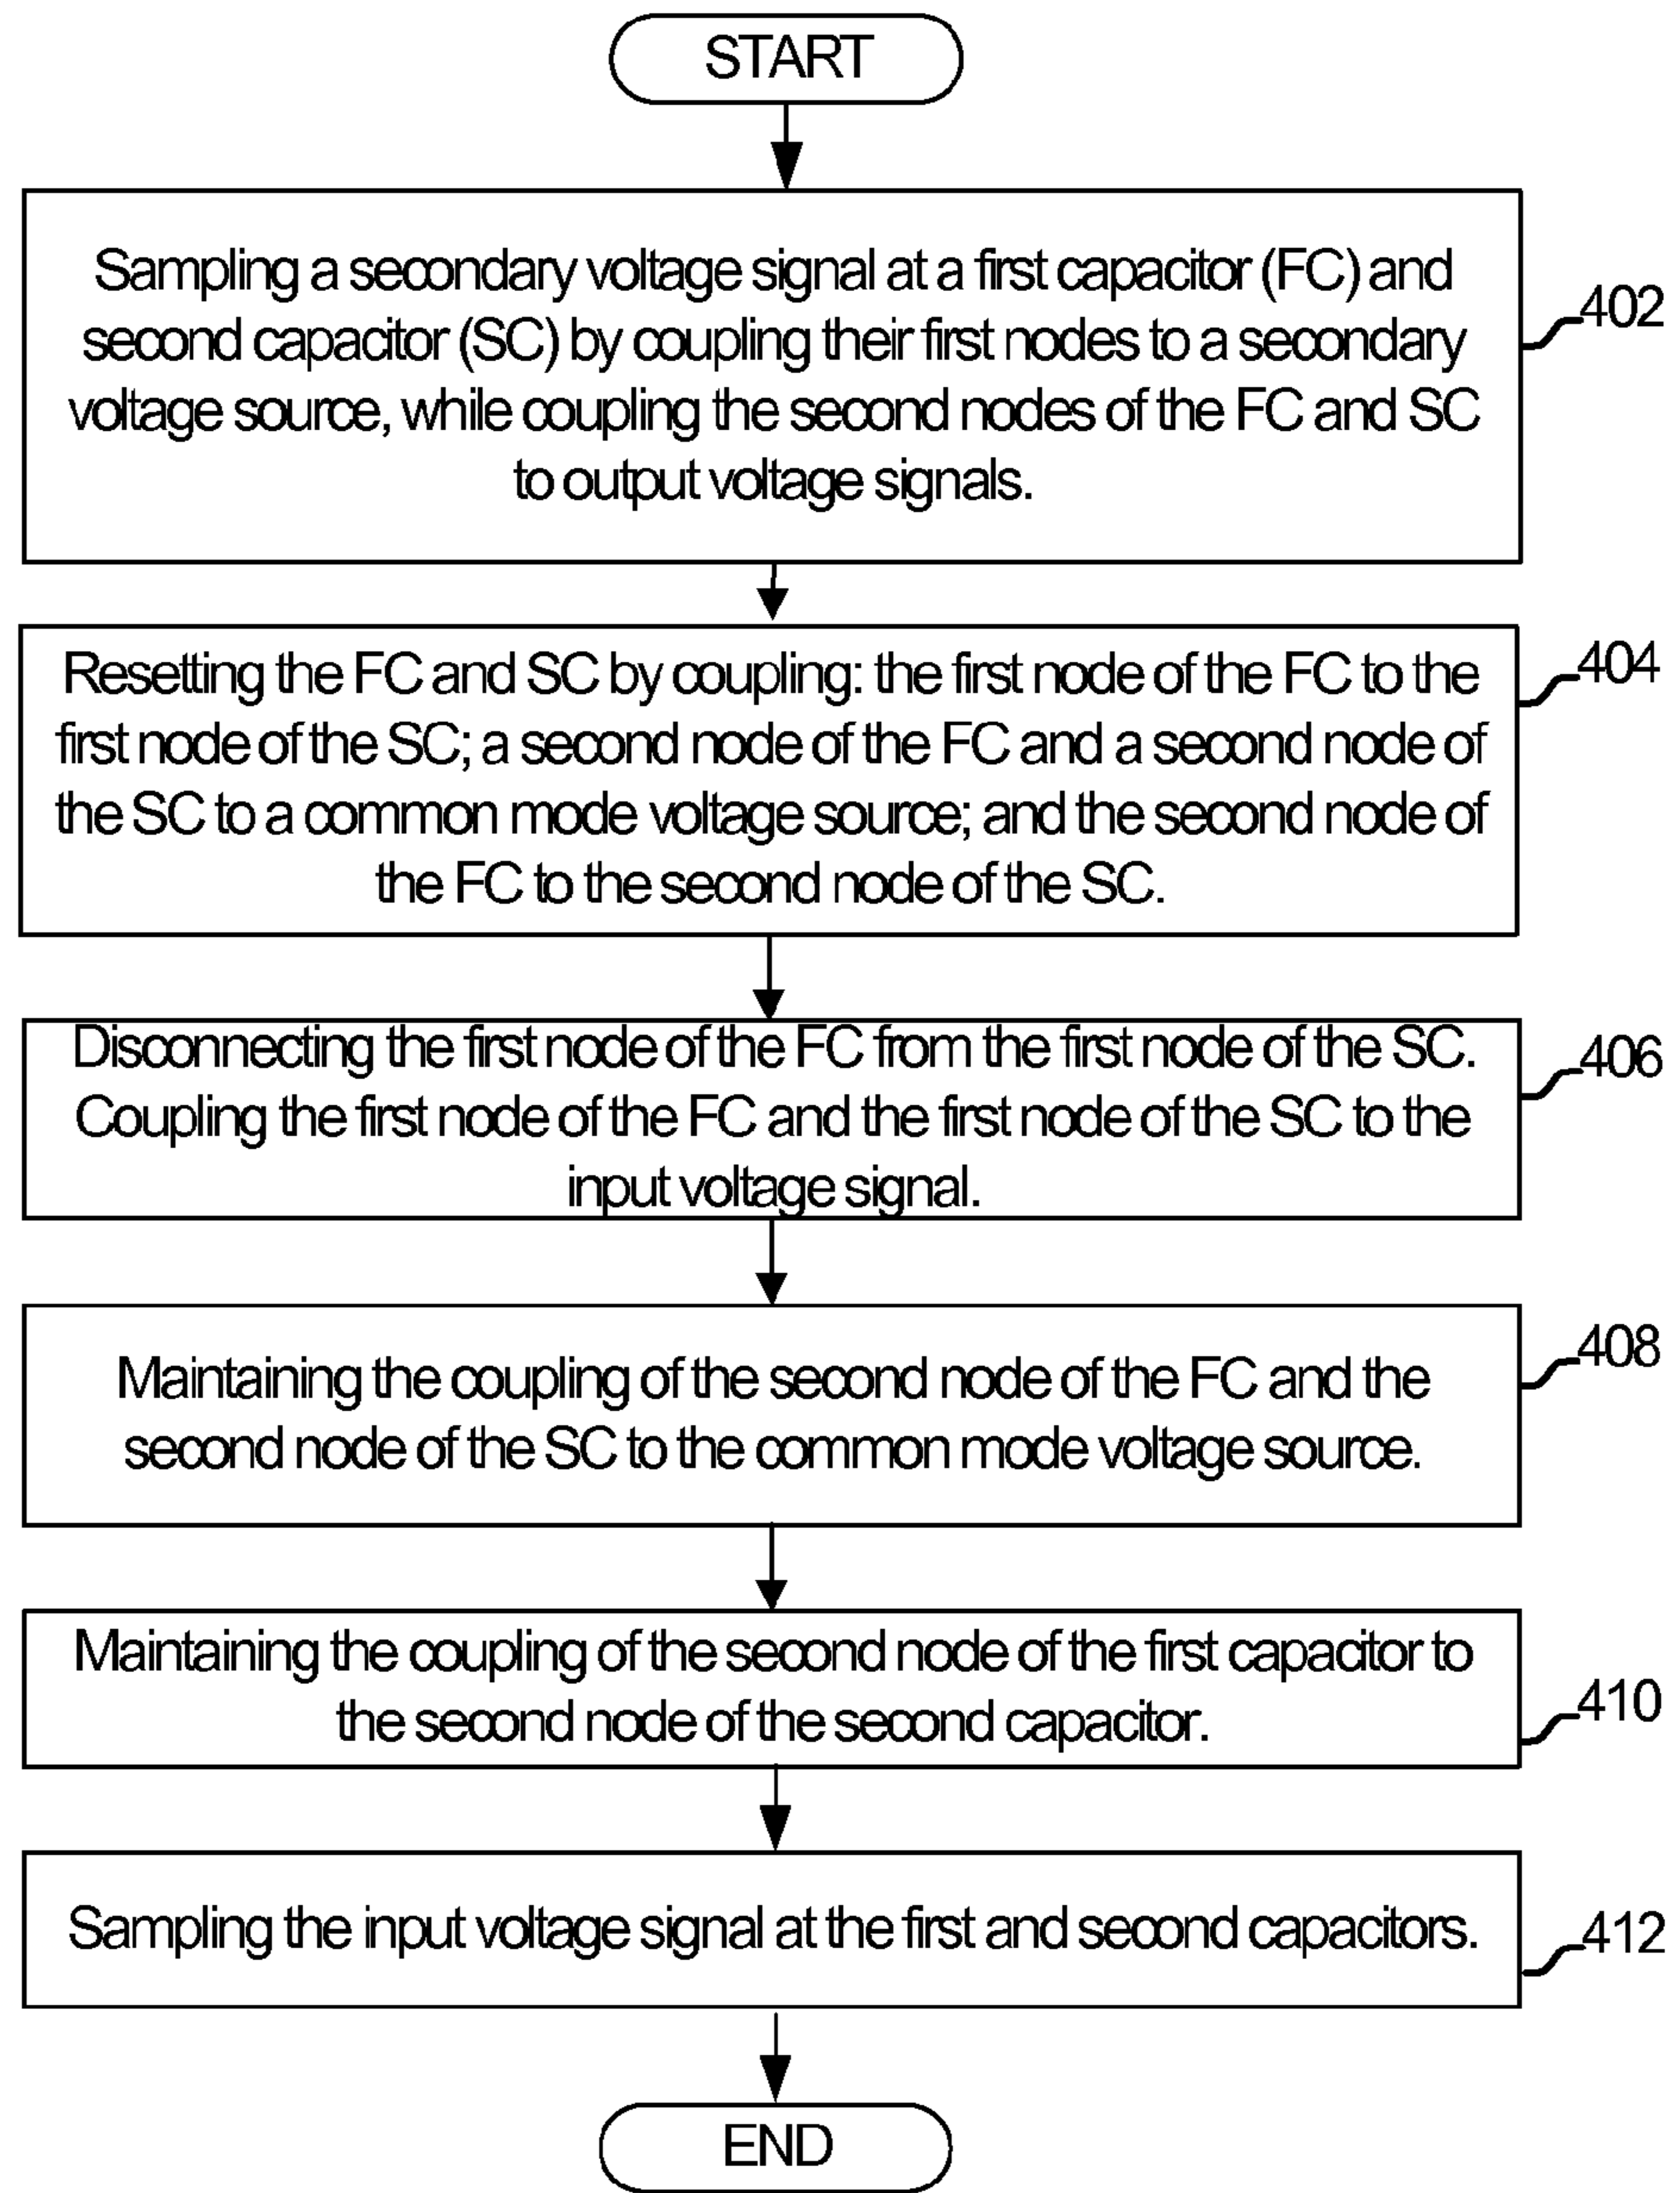 START
Sampling a secondary voltage signal at a first capacitor (FC) and
second capacitor (SC) by coupling their first nodes to a secondary
voltage source, while coupling the second nodes of the FC and SC
to output voltage signals.
402
Resetting the FC and SC by coupling: the first node of the FC to the
first node of the SC; a second node of the FC and a second node of
the SC to a common mode voltage source; and the second node of
the FC to the second node of the SC.
404
Disconnecting the first node of the FC from the first node of the SC.
Coupling the first node of the FC and the first node of the SC to the
input voltage signal.
406
Maintaining the coupling of the second node of the FC and the
second node of the SC to the common mode voltage source.
408
Maintaining the coupling of the second node of the first capacitor to
the second node of the second capacitor.
410
Sampling the input voltage signal at the first and second capacitors.
412
END